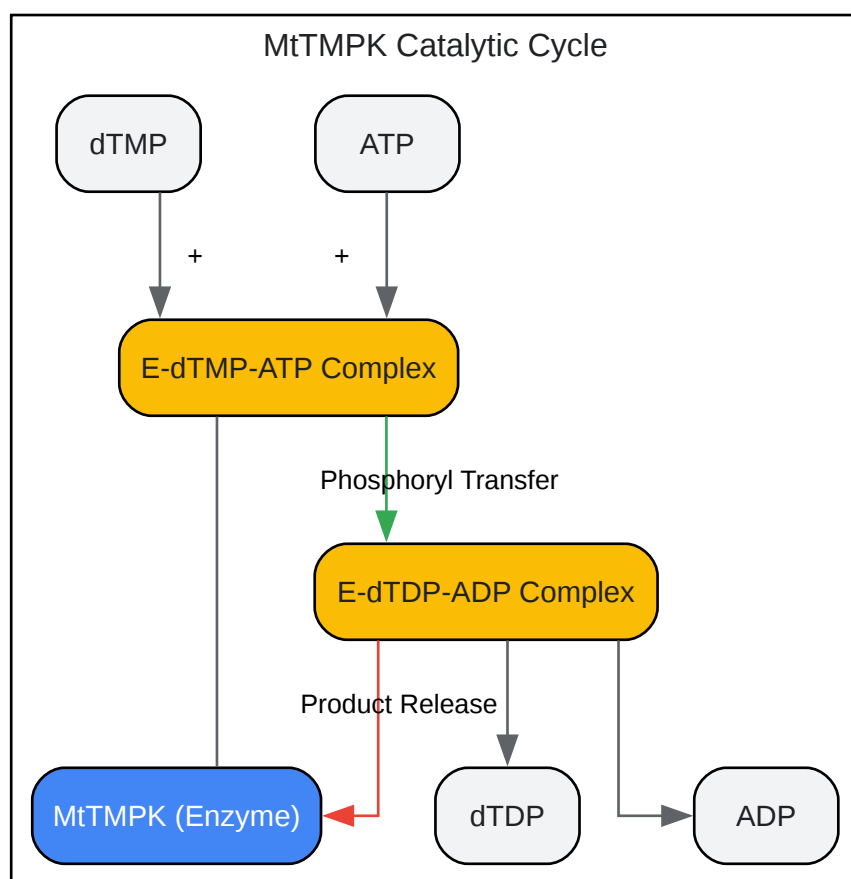 MtTMPK Catalytic Cycle
dTMP
ATP
+
+
E-dTMP-ATP Complex
Phosphoryl Transfer
E-dTDP-ADP Complex
Product Release
MtTMPK (Enzyme)
dTDP
ADP